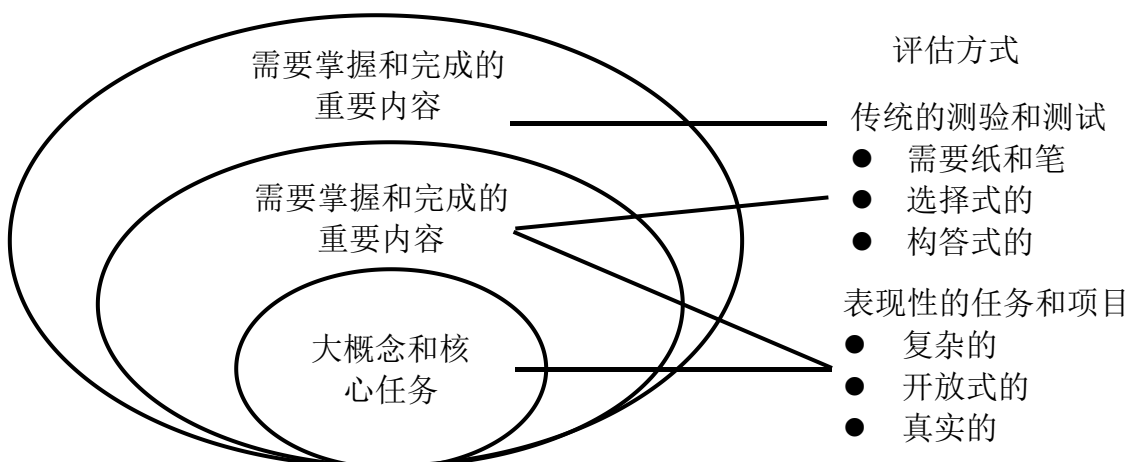 需要掌握和完成的
重要内容
需要掌握和完成的
重要内容
大概念和核
心任务
评估方式
传统的测验和测试
● 需要纸和笔
● 选择式的
● 构答式的
表现性的任务和项目
● 复杂的
● 开放式的
● 真实的